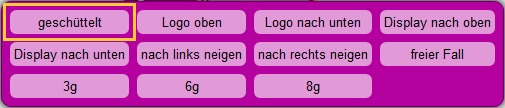 geschüttelt
Logo oben
Logo nach unten
Display nach oben
Display nach unten
nach links neigen
nach rechts neigen
freier Fall
3g
6g
8g